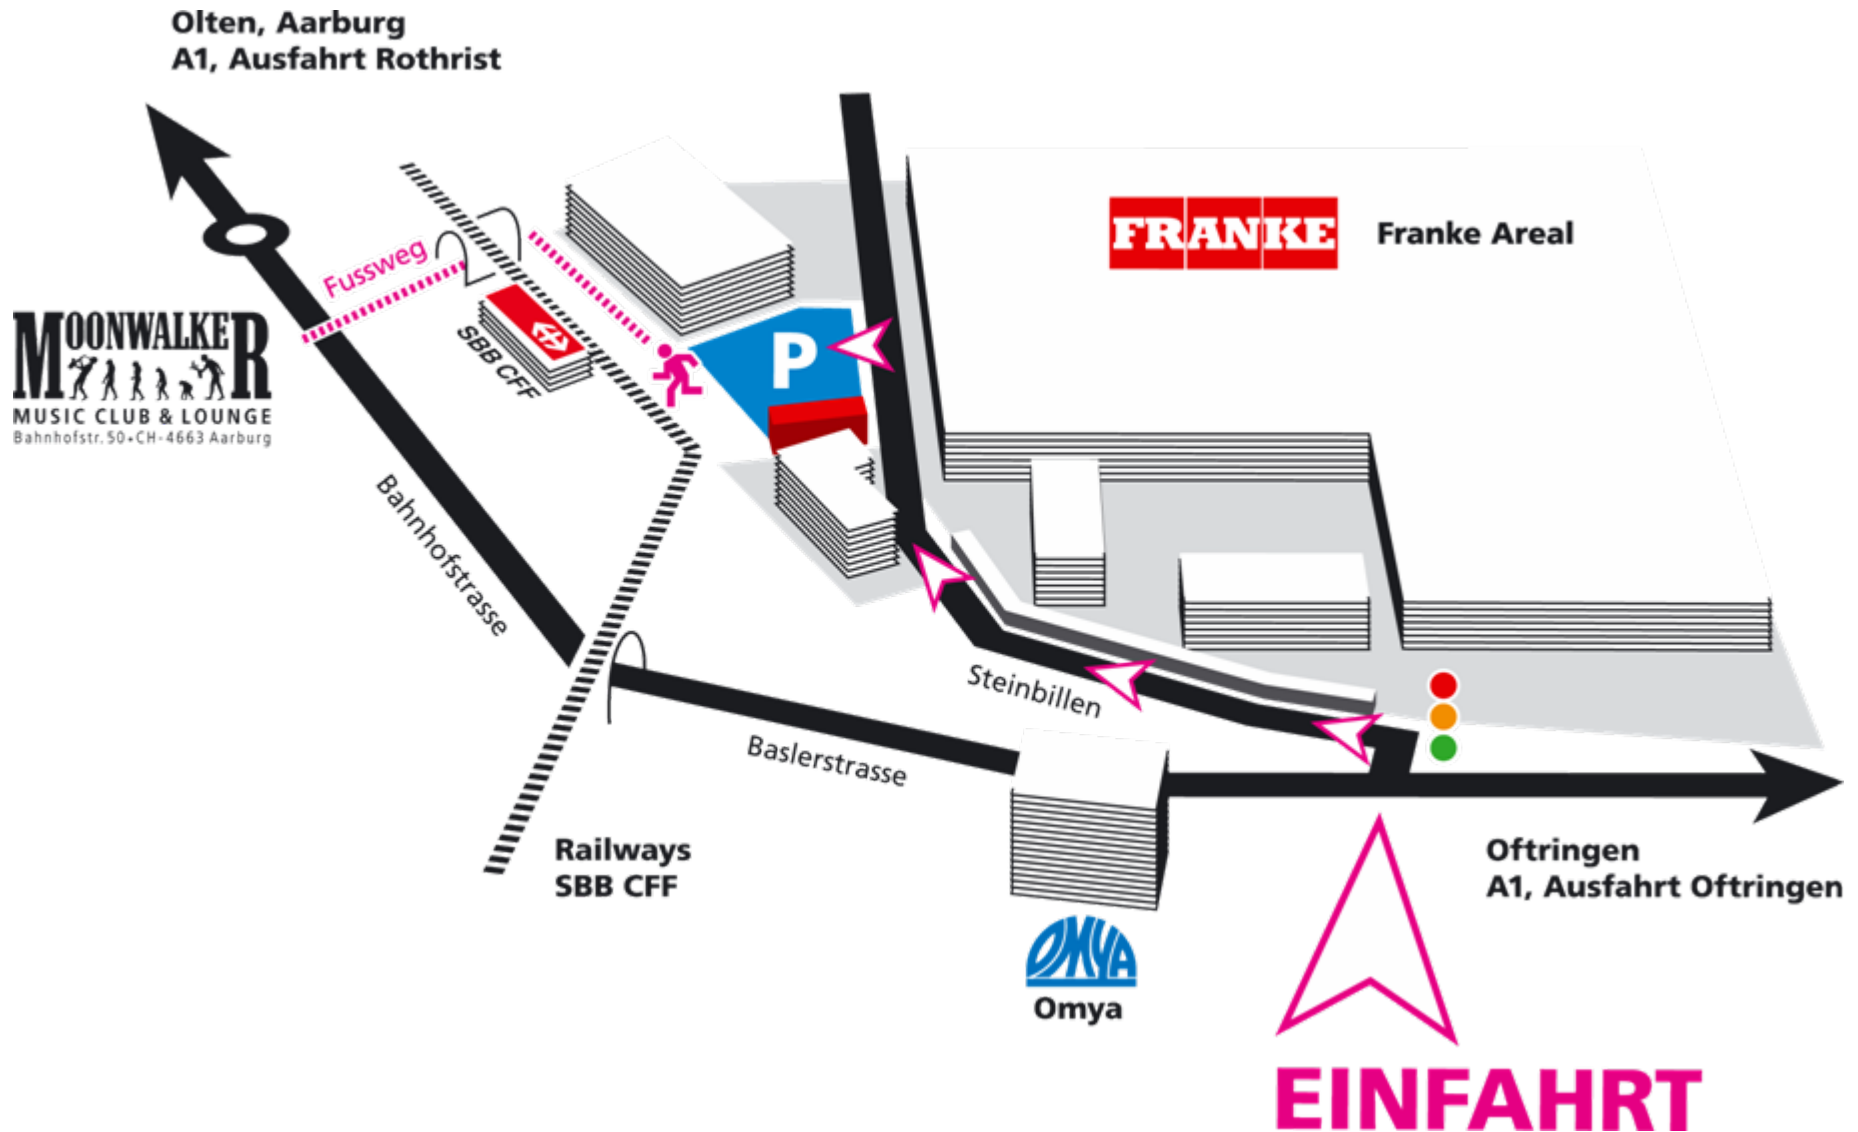 Olten, Aarburg
A1, Ausfahrt Rothrist
FRANKE
Franke Areal
Fussweg
MOONWALKER
MUSIC CLUB & LOUNGE
Bahnhofstr. 50 • CH-4663 Aarburg
SBB CFF
P
Bahnhofstrasse
Steinbillen
Baslerstrasse
Railways
SBB CFF
Oftringen
A1, Ausfahrt Oftringen
OMYA
Omya
EINFAHRT